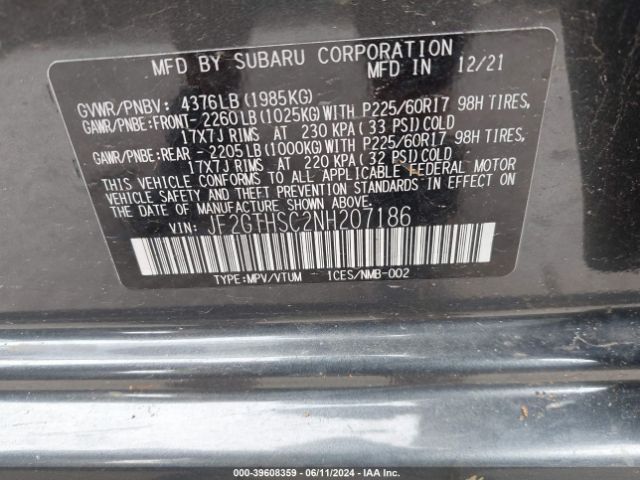 MFD BY SUBARU CORPORATION
MFD IN 12/21
GVWR/PNBV: 4376LB(1985KG)
GAWR/PNBE:FRONT-2260LB(1025KG)WITH P225/60R17 98H TIRES,
17X7J RIMS AT 230 KPA(33 PSI)COLD
GAWR/PNBE:REAR -2205LB(1000KG)WITH P225/60R17 98H TIRES,
17X7J RIMS AT 220 KPA(32 PSI)COLD
THIS VEHICLE CONFORMS TO ALL APPLICABLE FEDERAL MOTOR
VEHICLE SAFETY AND BUMPER STANDARDS IN EFFECT ON THE
DATE OF MANUFACTURE SHOWN ABOVE.
VIN: JF2GTHSC2NH207186
TYPE:MPV/VTUM 1CES/NMB-002
000-39608359 - 06/11/2024 - IAA Inc.